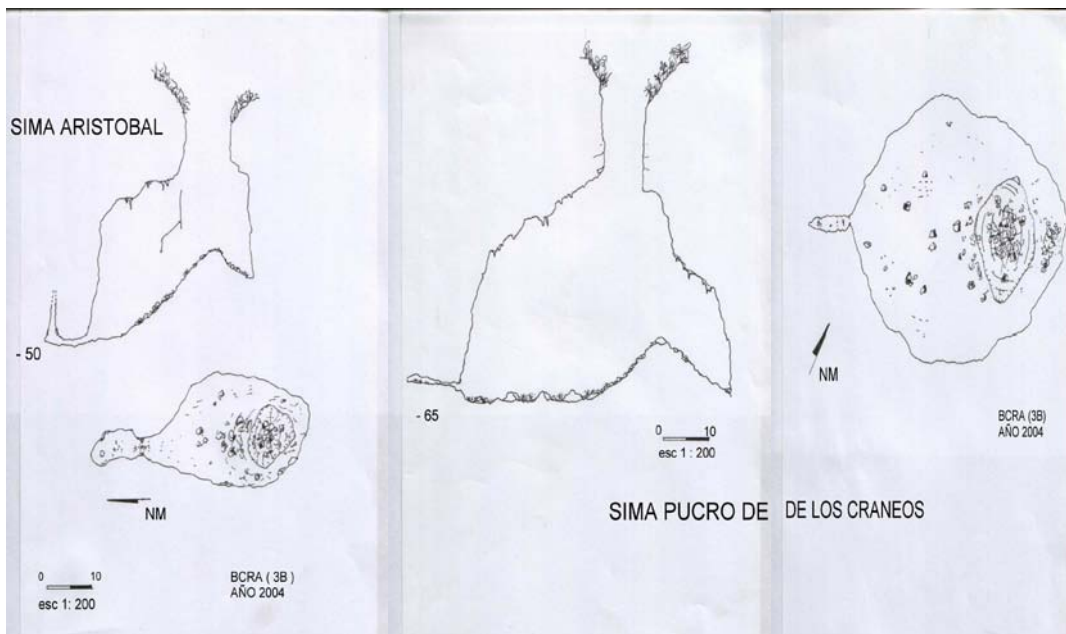 SIMA ARISTOBAL
- 50
NM
0 10
esc 1: 200
BCRA ( 3B )
AÑO 2004
- 65
0 10
esc 1 : 200
SIMA PUCRO DE DE LOS CRANEOS
NM
BCRA (3B)
AÑO 2004